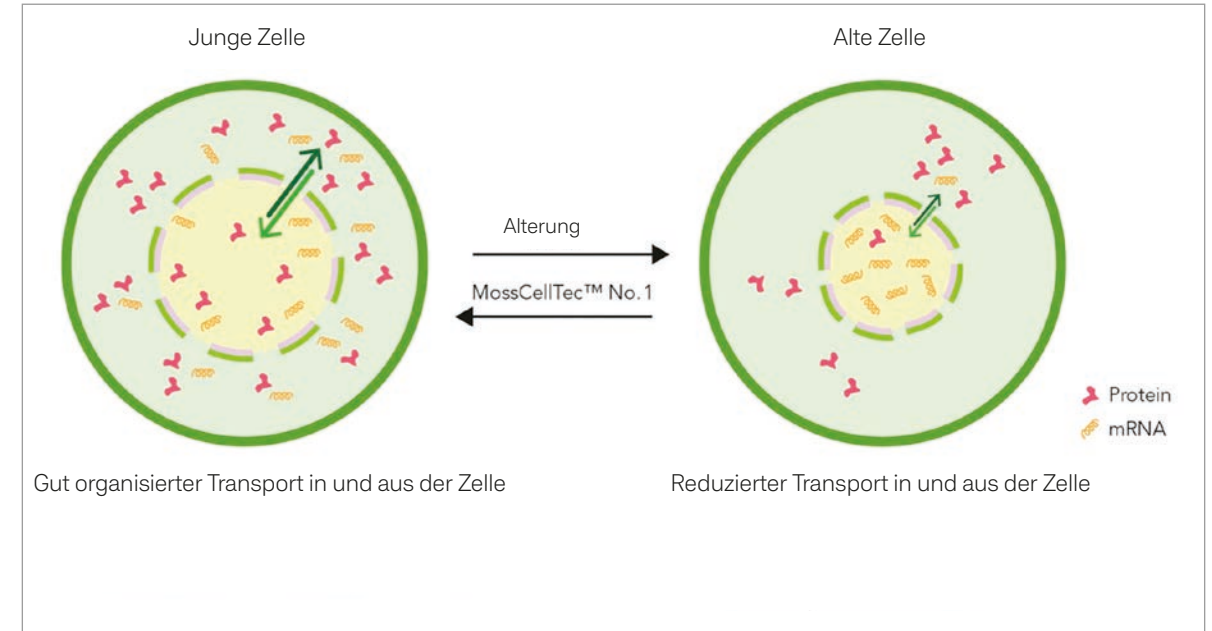 Junge Zelle
Alte Zelle
Alterung
MossCellTec™ No.1
Protein
mRNA
Gut organisierter Transport in und aus der Zelle
Reduzierter Transport in und aus der Zelle